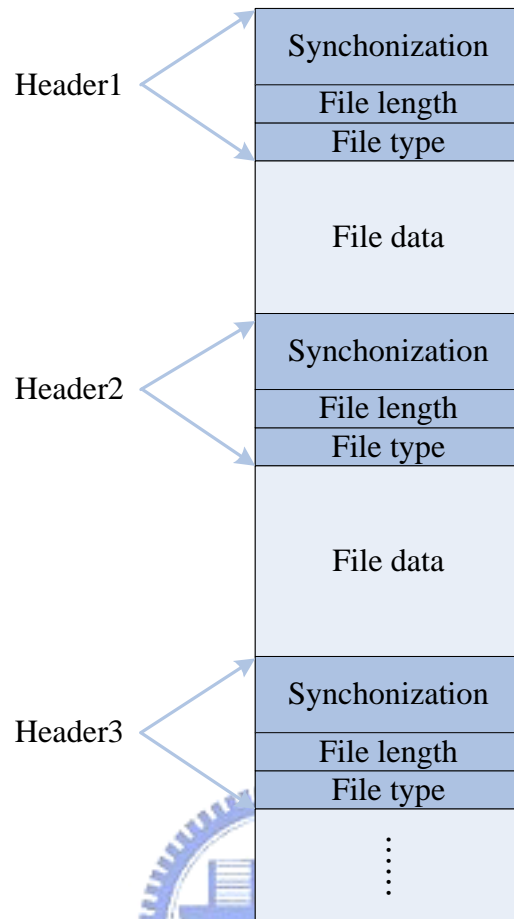 Header1
Synchonization
File length
File type
File data
Header2
Synchonization
File length
File type
File data
Header3
Synchonization
File length
File type
......